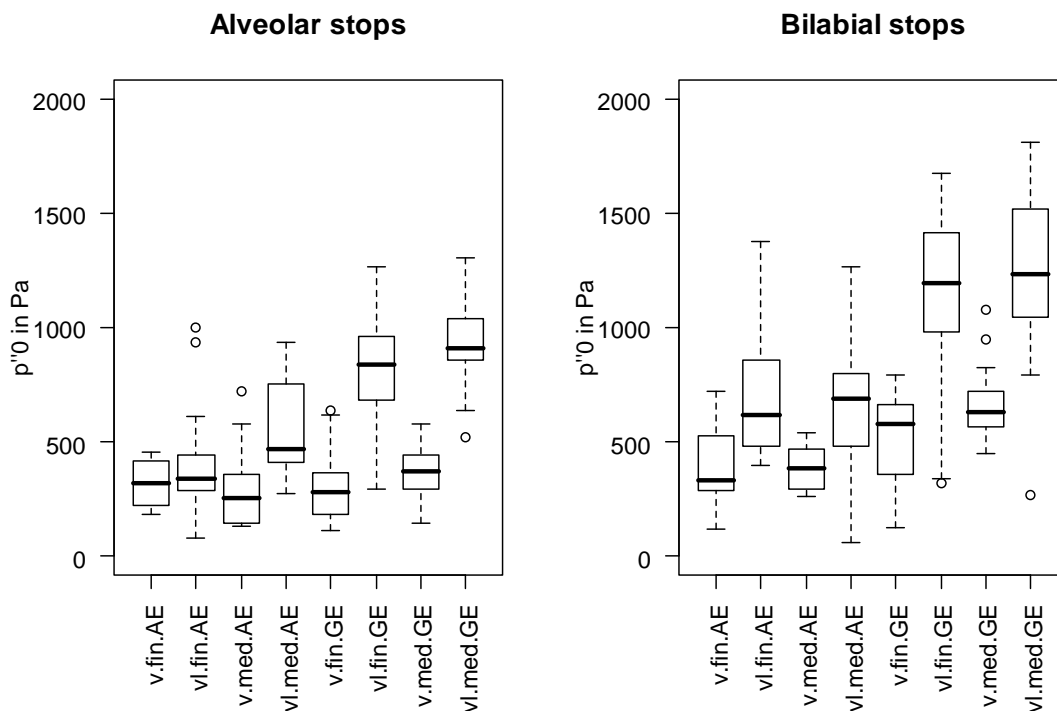 Alveolar stops
p"0 in Pa
2000
1500
1000
500
0
v.fin.AE
vl.fin.AE
v.med.AE
vl.med.AE
v.fin.GE
vl.fin.GE
v.med.GE
vl.med.GE
Bilabial stops
p"0 in Pa
2000
1500
1000
500
0
v.fin.AE
vl.fin.AE
v.med.AE
vl.med.AE
v.fin.GE
vl.fin.GE
v.med.GE
vl.med.GE